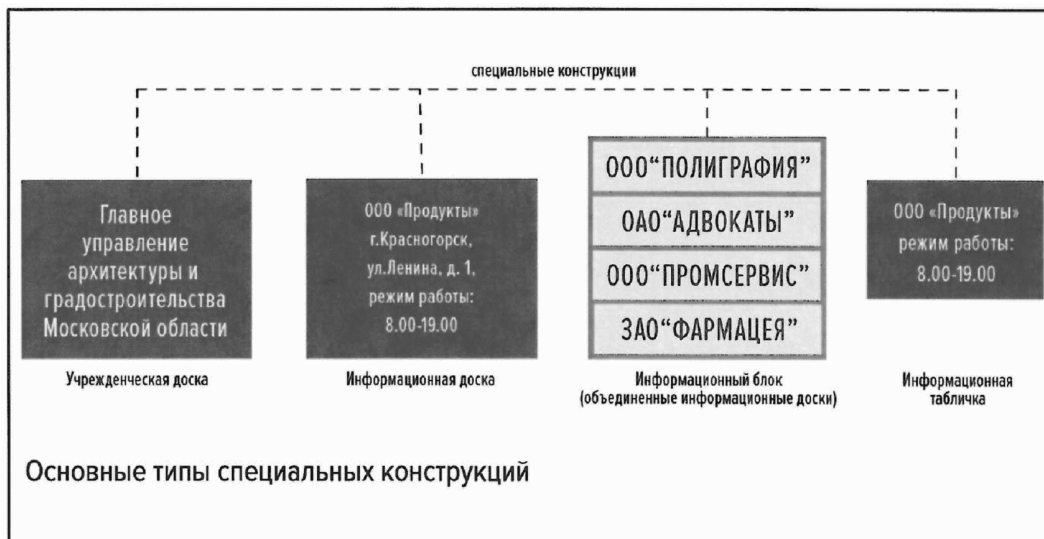 специальные конструкции
Главное
управление
архитектуры и
градостроительства
Московской области
Учрежденческая доска
ООО «Продукты»
г.Красногорск,
ул.Ленина, д. 1,
режим работы:
8.00-19.00
Информационная доска
ООО“ПОЛИГРАФИЯ”
ОАО“АДВОКАТЫ”
ООО“ПРОМСЕРВИС”
ЗАО“ФАРМАЦЕЯ”
Информационный блок
(объединенные информационные доски)
ООО «Продукты»
режим работы:
8.00-19.00
Информационная
табличка
Основные типы специальных конструкций